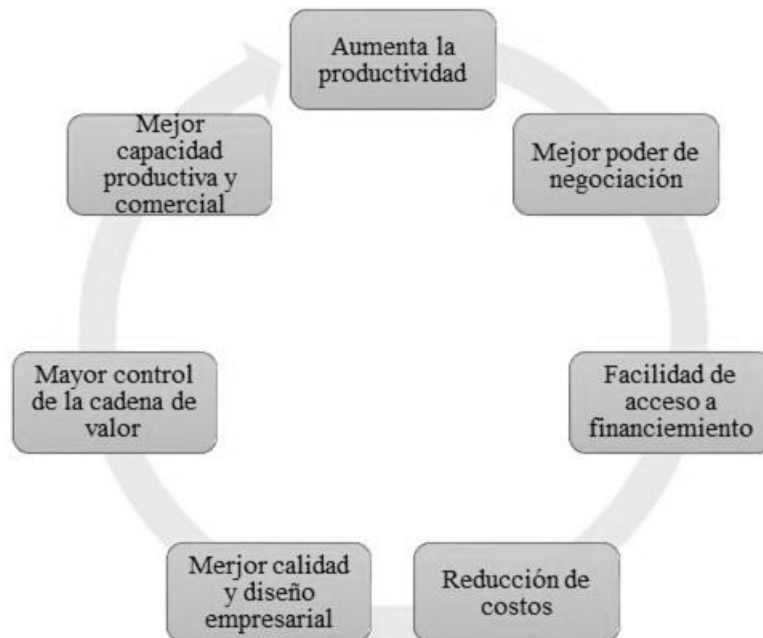 Aumenta la
productividad
Mejor poder de
negociación
Facilidad de
acceso a
financiemiento
Reducción de
costos
Merjor calidad
y diseño
empresarial
Mayor control
de la cadena de
valor
Mejor
capacidad
productiva y
comercial